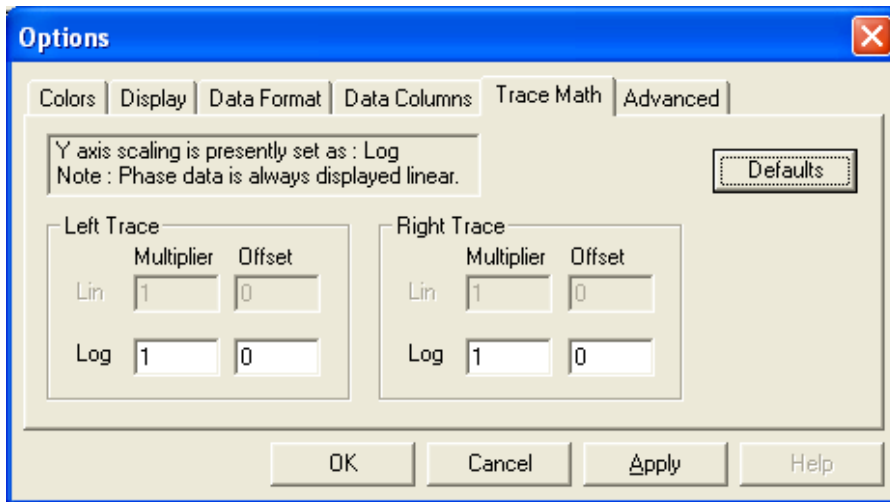 Options
Colors Display Data Format Data Columns Trace Math Advanced
Y axis scaling is presently set as : Log
Note : Phase data is always displayed linear.
Defaults
Left Trace
Multiplier Offset
Lin 1 0
Log 1 0
Right Trace
Multiplier Offset
Lin 1 0
Log 1 0
OK Cancel Apply Help